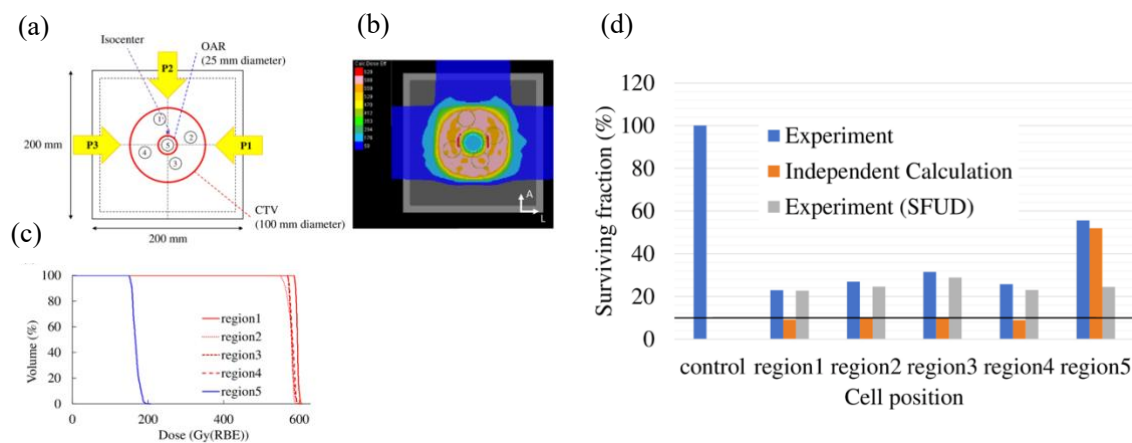 (a)
Isocenter
OAR
(25 mm diameter)
P2
200 mm
1
2
P3
4
5
P1
3
CTV
(100 mm diameter)
200 mm
(b)
A
L
(c)
Volume (%)
100
80
60
40
20
0
region1
region2
region3
region4
region5
0
200
400
600
Dose (Gy(RBE))
(d)
Surviving fraction (%)
120
100
80
60
40
20
0
Experiment
Independent Calculation
Experiment (SFUD)
control region1 region2 region3 region4 region5
Cell position